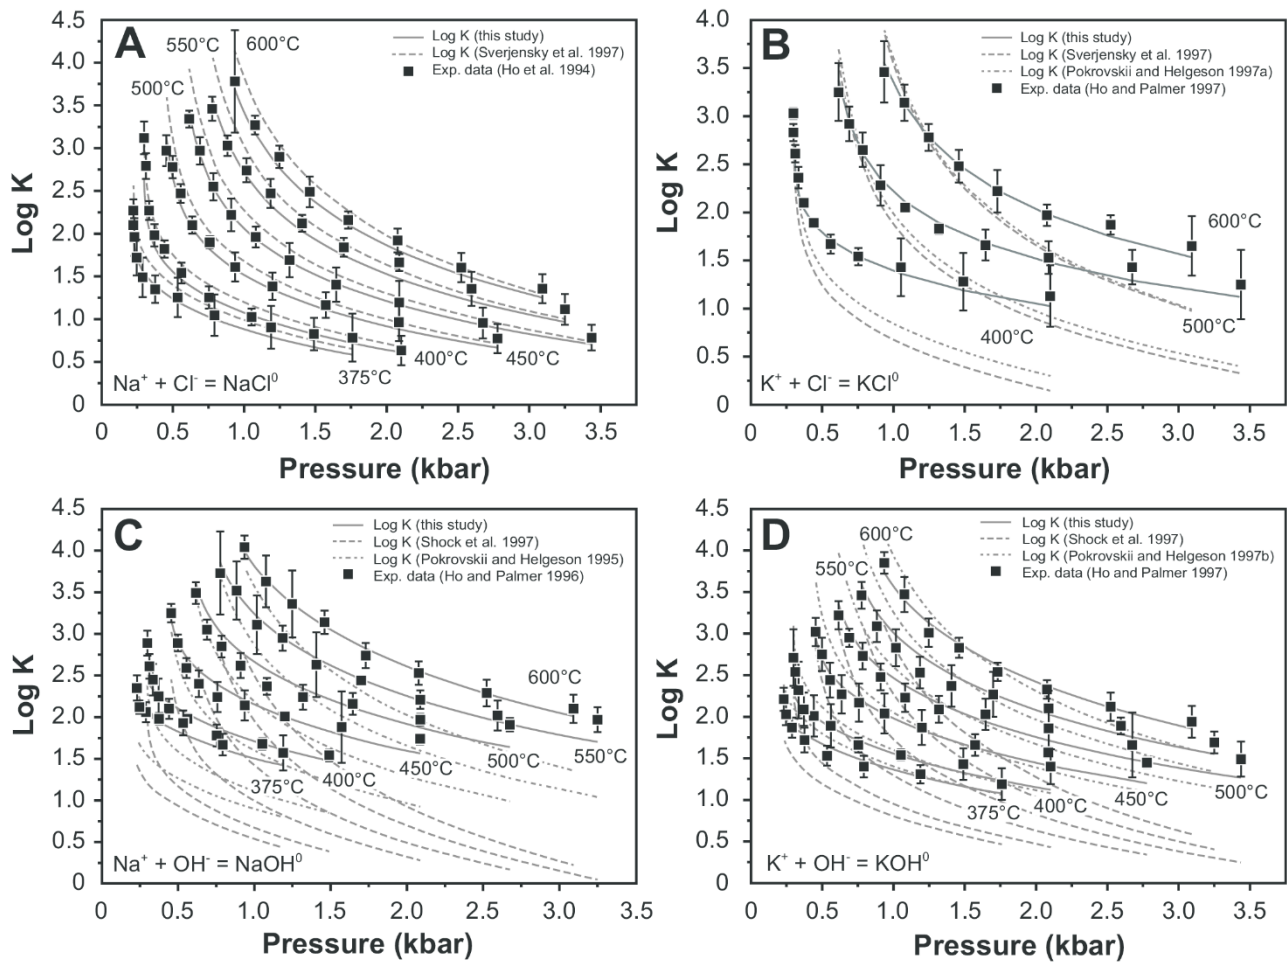 A
Log K (this study)
Log K (Sverjensky et al. 1997)
Exp. data (Ho et al. 1994)
500°C
550°C
600°C
400°C
450°C
375°C
Na⁺ + Cl⁻ = NaCl⁰
4.5
4.0
3.5
3.0
2.5
2.0
1.5
1.0
0.5
0
0 0.5 1.0 1.5 2.0 2.5 3.0 3.5
Log K
Pressure (kbar)
B
Log K (this study)
Log K (Sverjensky et al. 1997)
Log K (Pokrovskii and Helgeson 1997a)
Exp. data (Ho and Palmer 1997)
600°C
500°C
400°C
K⁺ + Cl⁻ = KCl⁰
4.0
3.5
3.0
2.5
2.0
1.5
1.0
0.5
0
0 0.5 1.0 1.5 2.0 2.5 3.0 3.5
Log K
Pressure (kbar)
C
Log K (this study)
Log K (Shock et al. 1997)
Log K (Pokrovskii and Helgeson 1995)
Exp. data (Ho and Palmer 1996)
600°C
550°C
500°C
450°C
400°C
375°C
Na⁺ + OH⁻ = NaOH⁰
4.5
4.0
3.5
3.0
2.5
2.0
1.5
1.0
0.5
0
0 0.5 1.0 1.5 2.0 2.5 3.0 3.5
Log K
Pressure (kbar)
D
Log K (this study)
Log K (Shock et al. 1997)
Log K (Pokrovskii and Helgeson 1997b)
Exp. data (Ho and Palmer 1997)
600°C
550°C
375°C
400°C
450°C
500°C
K⁺ + OH⁻ = KOH⁰
4.5
4.0
3.5
3.0
2.5
2.0
1.5
1.0
0.5
0
0 0.5 1.0 1.5 2.0 2.5 3.0 3.5
Log K
Pressure (kbar)